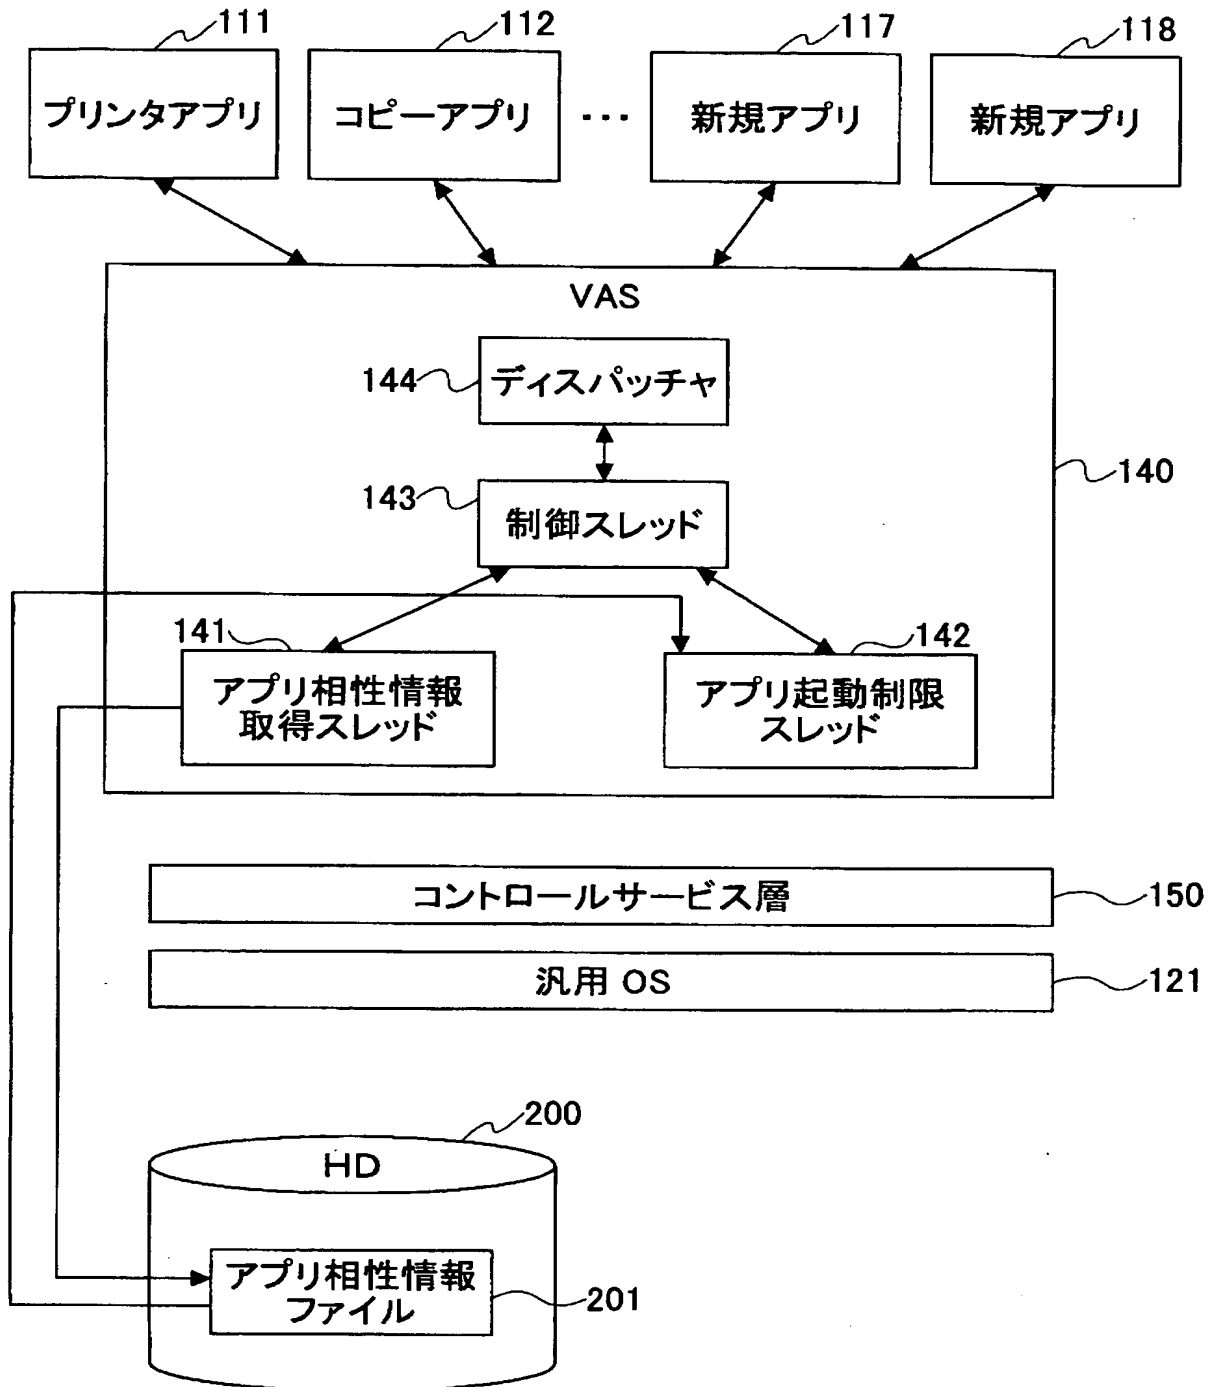 111
112
117
118
プリンタアプリ
コピーアプリ
・・・
新規アプリ
新規アプリ
VAS
144
ディスパッチャ
140
143
制御スレッド
141
142
アプリ相性情報
取得スレッド
アプリ起動制限
スレッド
コントロールサービス層
150
汎用 OS
121
200
HD
アプリ相性情報
ファイル
201